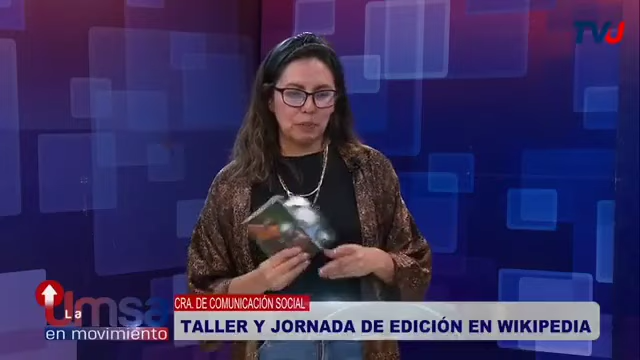 TVU
CRA. DE COMUNICACIÓN SOCIAL
La
Umsa
en movimiento
TALLER Y JORNADA DE EDICIÓN EN WIKIPEDIA